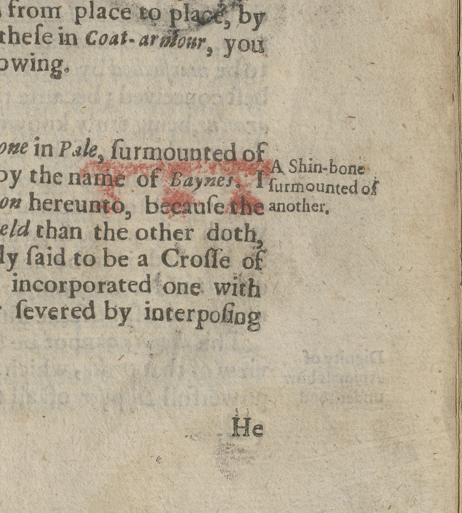 from place to place, by
theſe in Coat-armour, you
owing.
one in Pale, ſurmounted of
by the name of Baynes. I
on hereunto, becauſe the
eld than the other doth,
ly ſaid to be a Croſſe of
incorporated one with
ſevered by interpoſing
A Shin-bone
ſurmounted of
another.
He